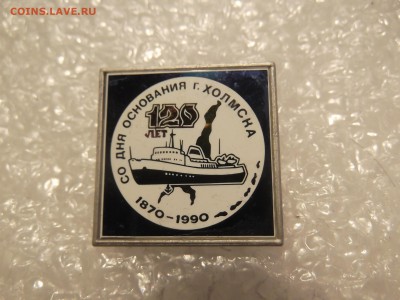 COINS.LAVE.RU
120
ЛЕТ
СО ДНЯ ОСНОВАНИЯ Г. ХОЛМСКА
1870-1990